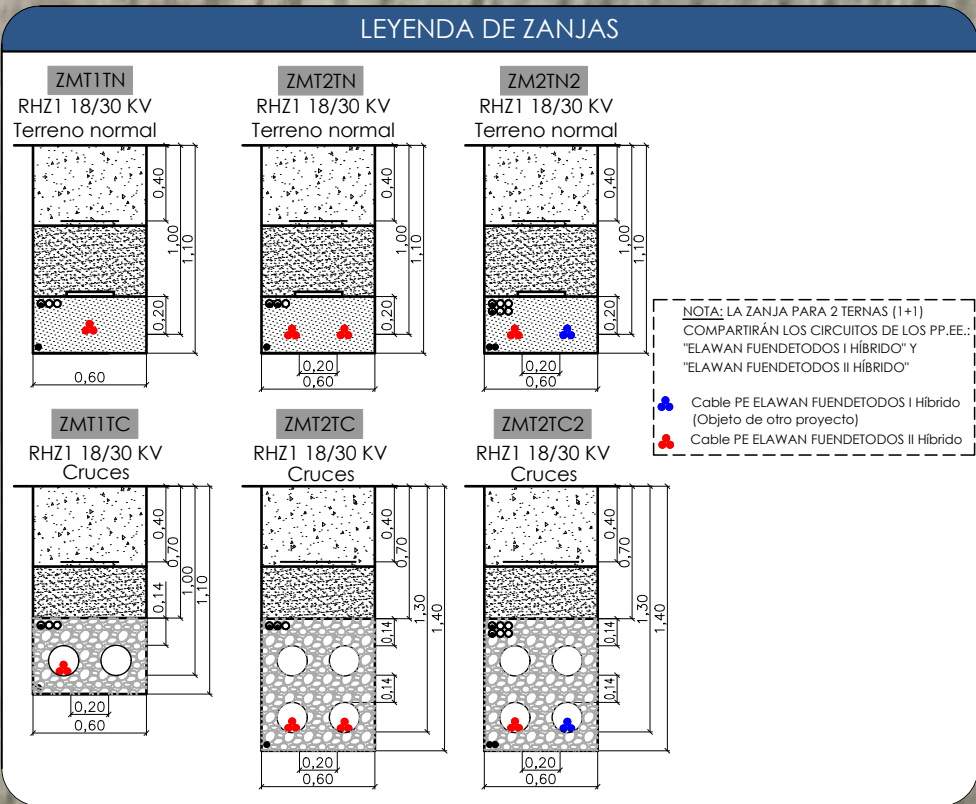 LEYENDA DE ZANJAS
ZMT1TN
RHZ1 18/30 KV
Terreno normal
0,40
1,00
1,10
0,20
0,60
ZMT2TN
RHZ1 18/30 KV
Terreno normal
0,40
1,00
1,10
0,20
0,20
0,60
ZM2TN2
RHZ1 18/30 KV
Terreno normal
0,40
1,00
1,10
0,20
0,20
0,60
NOTA: LA ZANJA PARA 2 TERNAS (1+1)
COMPARTIRÁN LOS CIRCUITOS DE LOS PP.EE.:
"ELAWAN FUENDETODOS I HÍBRIDO" Y
"ELAWAN FUENDETODOS II HÍBRIDO"
Cable PE ELAWAN FUENDETODOS I Híbrido
(Objeto de otro proyecto)
Cable PE ELAWAN FUENDETODOS II Híbrido
ZMT1TC
RHZ1 18/30 KV
Cruces
0,40
0,70
1,00
1,10
0,14
0,20
0,60
ZMT2TC
RHZ1 18/30 KV
Cruces
0,40
0,70
1,30
1,40
0,14
0,14
0,20
0,60
ZMT2TC2
RHZ1 18/30 KV
Cruces
0,40
0,70
1,30
1,40
0,14
0,14
0,20
0,60